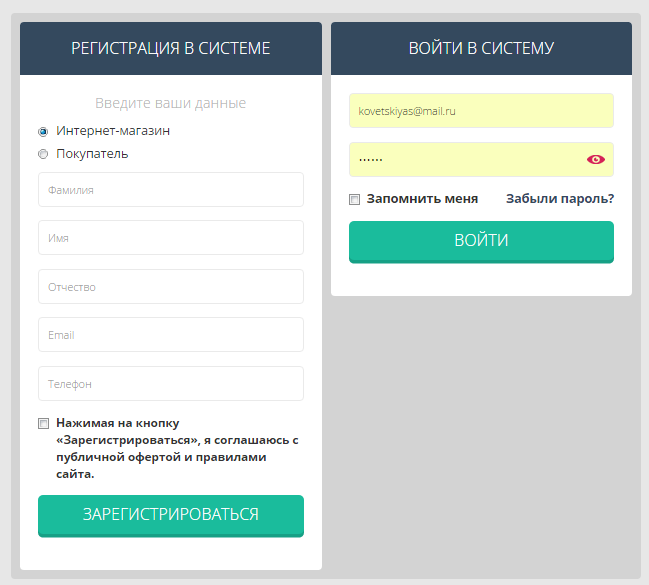 РЕГИСТРАЦИЯ В СИСТЕМЕ
Введите ваши данные
Интернет-магазин
Покупатель
Фамилия
Имя
Отчество
Email
Телефон
Нажимая на кнопку
«Зарегистрироваться», я соглашаюсь с
публичной офертой и правилами
сайта.
ЗАРЕГИСТРИРОВАТЬСЯ
ВОЙТИ В СИСТЕМУ
kovetskiyas@mail.ru
······
Запомнить меня
Забыли пароль?
ВОЙТИ